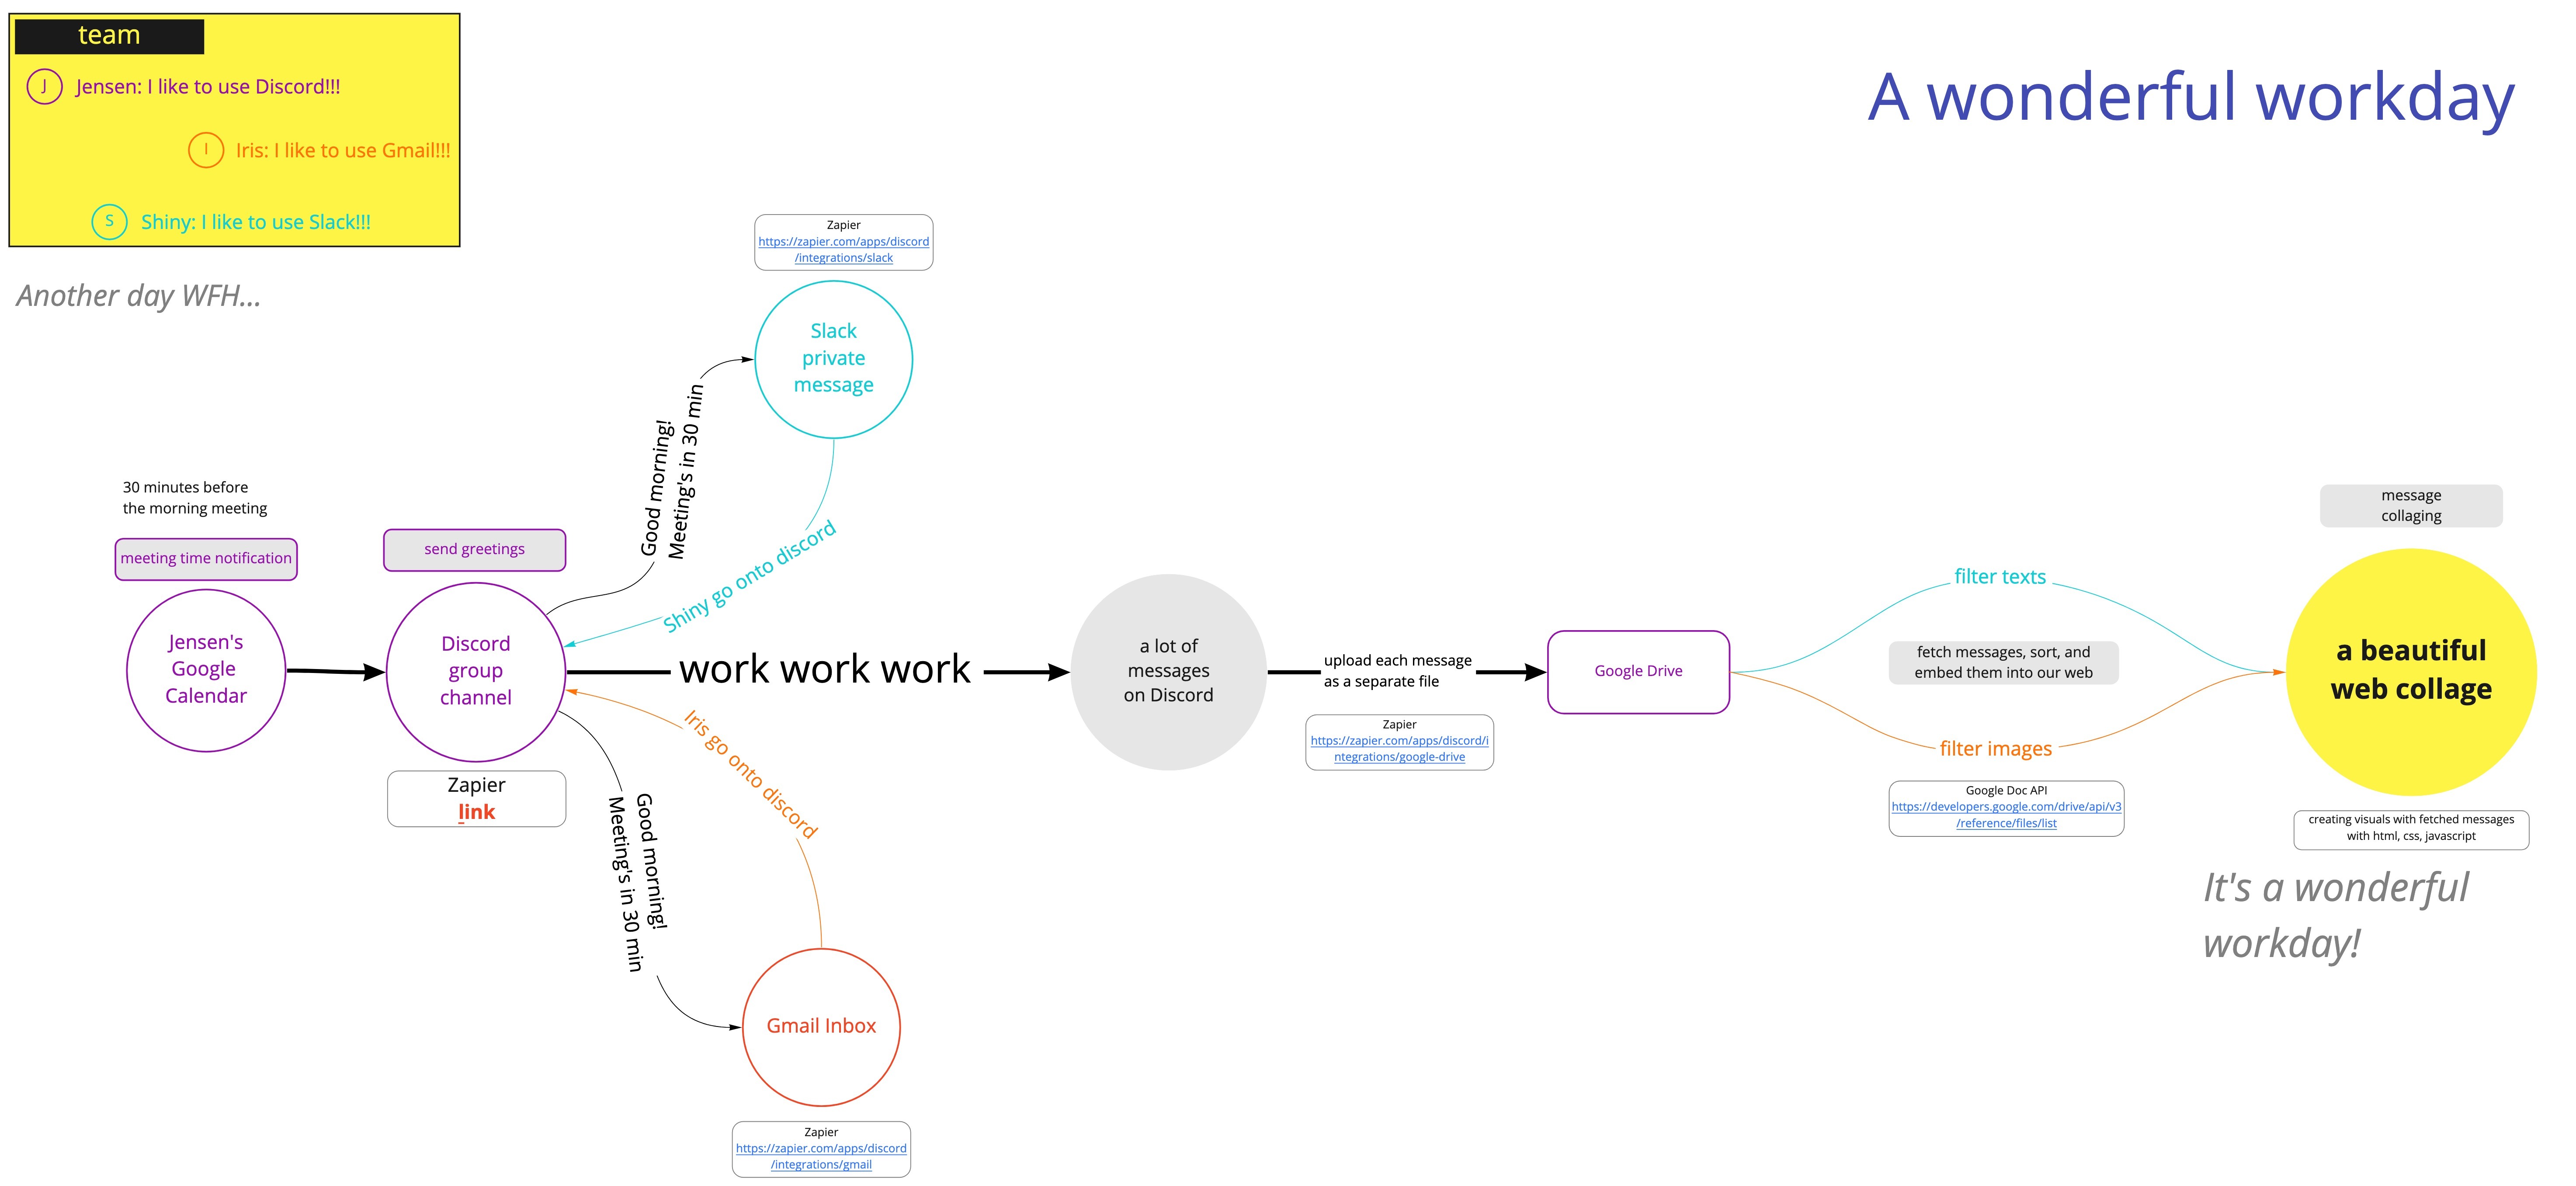 team
J
Jensen: I like to use Discord!!!
I
Iris: I like to use Gmail!!!
S
Shiny: I like to use Slack!!!
A wonderful workday
Another day WFH...
Zapier
https://zapier.com/apps/discord
/integrations/slack
Slack
private
message
Good morning!
Meeting's in 30 min
Shiny go onto discord
30 minutes before
the morning meeting
meeting time notification
Jensen's
Google
Calendar
send greetings
Discord
group
channel
Zapier
link
work work work
Iris go onto discord
Good morning!
Meeting's in 30 min
Gmail Inbox
Zapier
https://zapier.com/apps/discord
/integrations/gmail
a lot of
messages
on Discord
upload each message
as a separate file
Zapier
https://zapier.com/apps/discord/i
ntegrations/google-drive
Google Drive
filter texts
fetch messages, sort, and
embed them into our web
filter images
Google Doc API
https://developers.google.com/drive/api/v3
/reference/files/list
message
collaging
a beautiful
web collage
creating visuals with fetched messages
with html, css, javascript
It's a wonderful
workday!